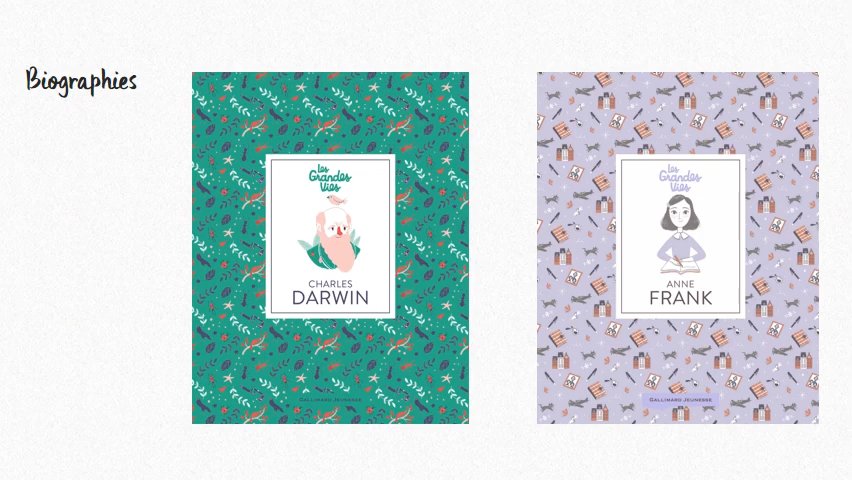 Biographies
les
Grandes
Vies
CHARLES
DARWIN
GALLIMARD JEUNESSE
les
Grandes
Vies
ANNE
FRANK
GALLIMARD JEUNESSE